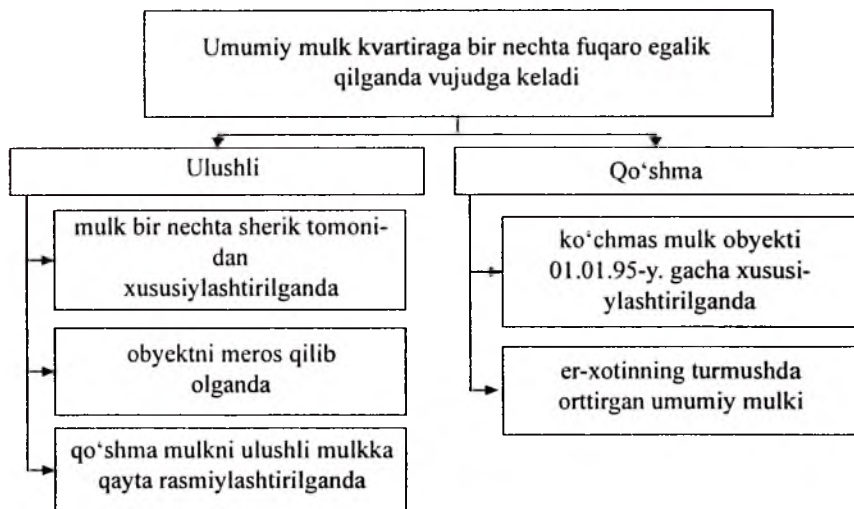 Umumiy mulk kvartiraga bir nechta fuqaro egalik
qilganda vujudga keladi
Ulushli
mulk bir nechta sherik tomoni-
dan
xususiylashtirilganda
obyektni meros qilib
olganda
qo‘shma mulkni ulushli mulkka
qayta rasmiylashtirilganda
Qo‘shma
ko‘chmas mulk obyekti
01.01.95-y. gacha xususi-
ylashtirilganda
er-xotinning turmushda
orttirgan umumiy mulki